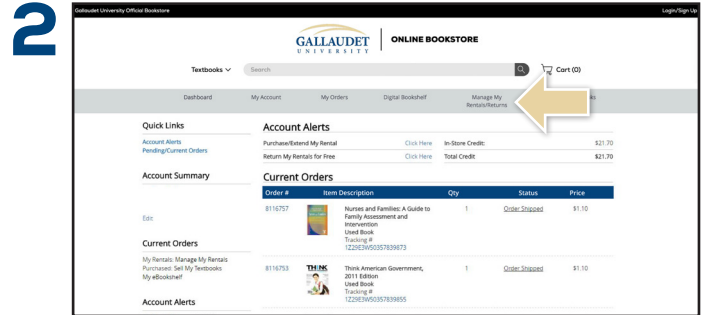 2
Gallaudet University Official Bookstore
Login/Sign Up
GALLAUDET
UNIVERSITY
ONLINE BOOKSTORE
Textbooks
Search
Cart (0)
Dashboard
My Account
My Orders
Digital Bookshelf
Manage My
Rentals/Returns
Quick Links
Account Alerts
Pending/Current Orders
Account Summary
Edit
Current Orders
My Rentals: Manage My Rentals
Purchased: Sell My Textbooks
My eBookshelf
Account Alerts
Account Alerts
Purchase/Extend My Rental Click Here In-Store Credit: $21.70
Return My Rentals for Free Click Here Total Credit $21.70
Current Orders
Order # Item Description Qty Status Price
8116757 Nurses and Families: A Guide to 1 Order Shipped $1.10
Family Assessment and
Intervention
Used Book
Tracking #
1Z29E3W50357839873
8116753 Think American Government, 1 Order Shipped $1.10
2011 Edition
Used Book
Tracking #
1Z29E3W50357839855
THINK